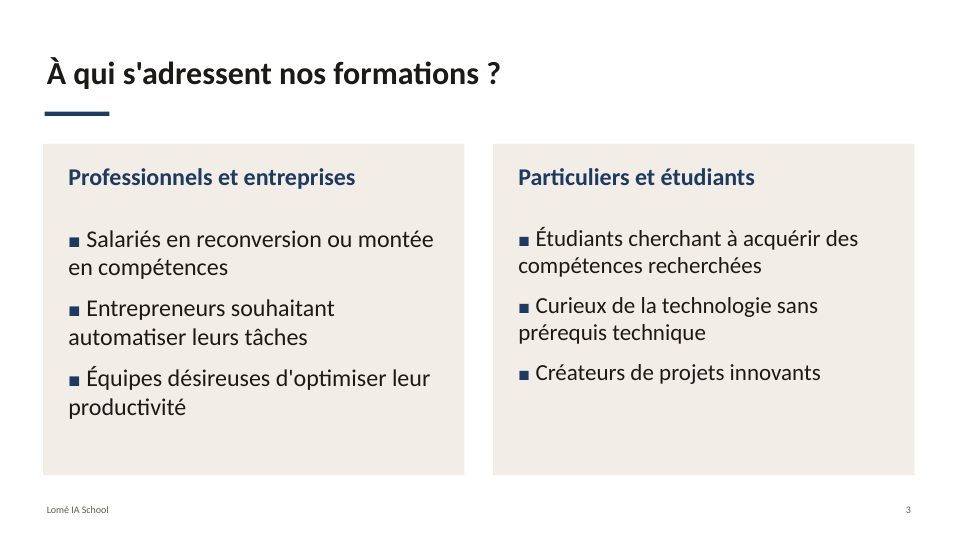 À qui s'adressent nos formations ?
Professionnels et entreprises
■ Salariés en reconversion ou montée
en compétences
■ Entrepreneurs souhaitant
automatiser leurs tâches
■ Équipes désireuses d'optimiser leur
productivité
Particuliers et étudiants
■ Étudiants cherchant à acquérir des
compétences recherchées
■ Curieux de la technologie sans
prérequis technique
■ Créateurs de projets innovants
Lomé IA School
3